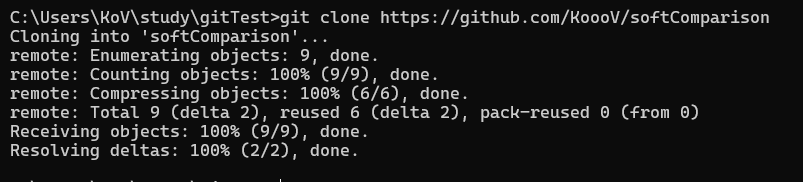 C:\Users\KoV\study\gitTest>git clone https://github.com/KoooV/softComparison
Cloning into 'softComparison'...
remote: Enumerating objects: 9, done.
remote: Counting objects: 100% (9/9), done.
remote: Compressing objects: 100% (6/6), done.
remote: Total 9 (delta 2), reused 6 (delta 2), pack-reused 0 (from 0)
Receiving objects: 100% (9/9), done.
Resolving deltas: 100% (2/2), done.